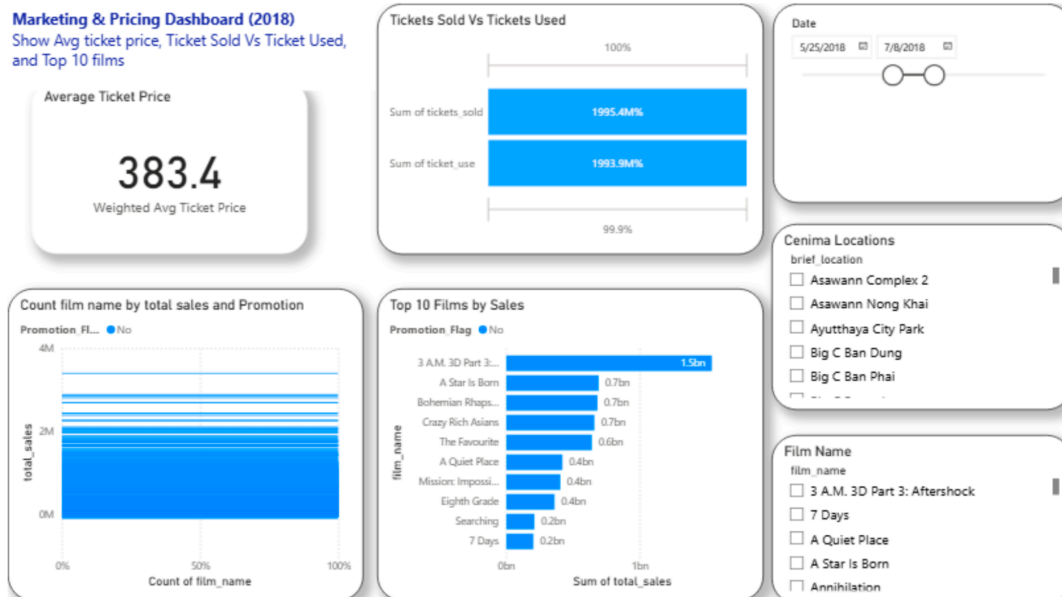 Marketing & Pricing Dashboard (2018)
Show Avg ticket price, Ticket Sold Vs Ticket Used,
and Top 10 films
Average Ticket Price
383.4
Weighted Avg Ticket Price
Tickets Sold Vs Tickets Used
100%
Sum of tickets_sold
1995.4M%
Sum of ticket_use
1993.9M%
99.9%
Date
5/25/2018
7/8/2018
Cenima Locations
brief_location
Asawann Complex 2
Asawann Nong Khai
Ayutthaya City Park
Big C Ban Dung
Big C Ban Phai
Count film name by total sales and Promotion
Promotion_Fl... No
4M
2M
0M
total_sales
0%
50%
100%
Count of film_name
Top 10 Films by Sales
Promotion_Flag No
film_name
3 A.M. 3D Part 3:... 1.5bn
A Star Is Born 0.7bn
Bohemian Rhaps... 0.7bn
Crazy Rich Asians 0.7bn
The Favourite 0.6bn
A Quiet Place 0.4bn
Mission: Impossi... 0.4bn
Eighth Grade 0.4bn
Searching 0.2bn
7 Days 0.2bn
0bn
1bn
Sum of total_sales
Film Name
film_name
3 A.M. 3D Part 3: Aftershock
7 Days
A Quiet Place
A Star Is Born
Annihilation